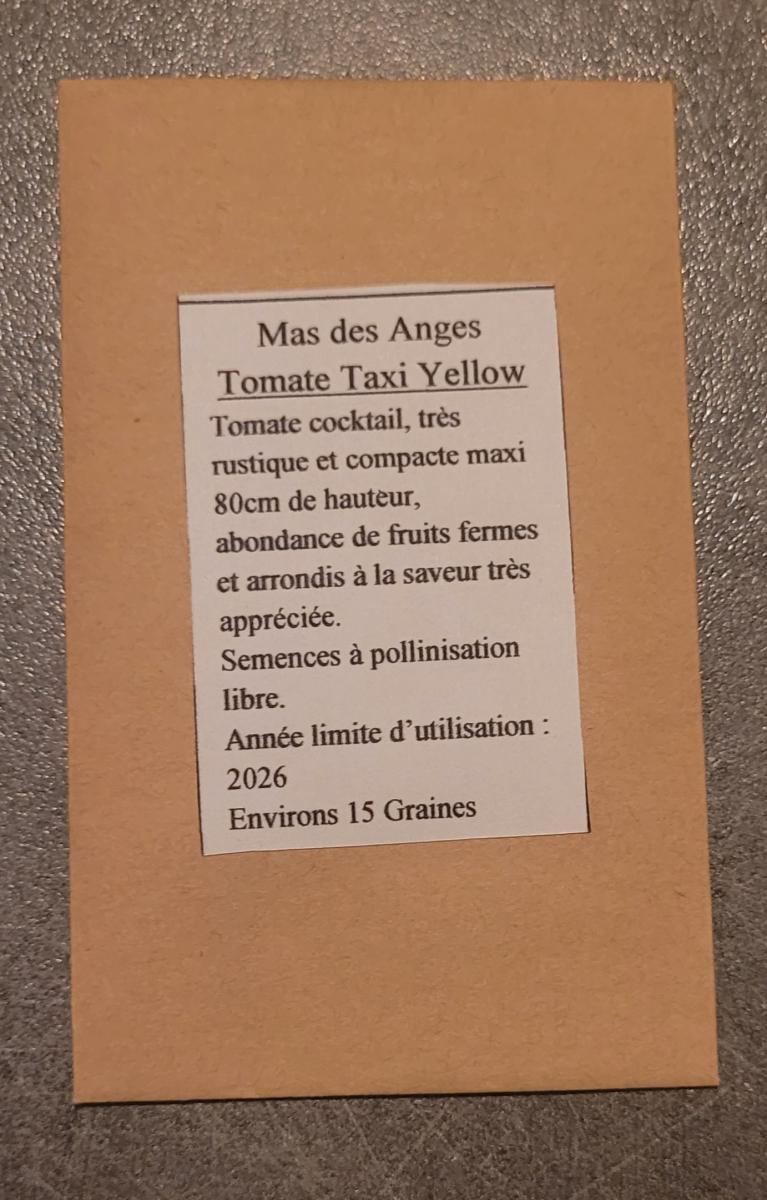 Mas des Anges
Tomate Taxi Yellow
Tomate cocktail, très
rustique et compacte maxi
80cm de hauteur,
abondance de fruits fermes
et arrondis à la saveur très
appréciée.
Semences à pollinisation
libre.
Année limite d’utilisation :
2026
Environs 15 Graines